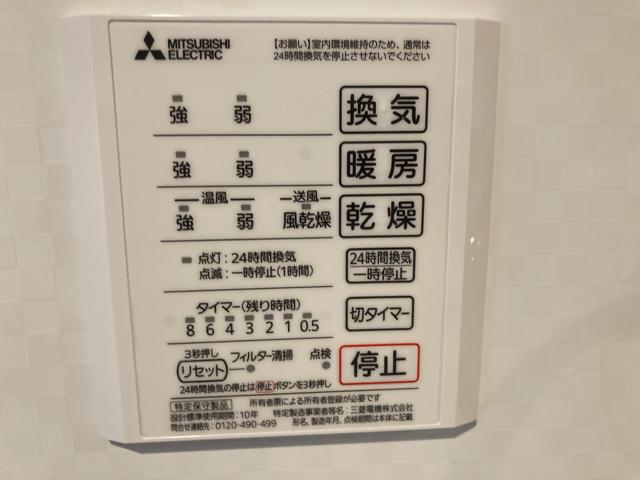 MITSUBISHI
ELECTRIC
【お願い】室内環境維持のため、通常は
24時間換気を停止させないでください
強 弱 換気
強 弱 暖房
温風 送風
強 弱 風乾燥 乾燥
点灯：24時間換気
点滅：一時停止(1時間)
24時間換気
一時停止
タイマー(残り時間)
8 6 4 3 2 1 0.5
切タイマー
3秒押し
リセット フィルター清掃 点検
停止
24時間換気の停止は停止ボタンを3秒押し
特定保守製品 所有者票による所有者登録が必要です
設計標準使用期間：10年 特定製造事業者等名：三菱電機株式会社
問合せ連絡先：0120-490-499 形名、製造年月、点検期間は本体に記載